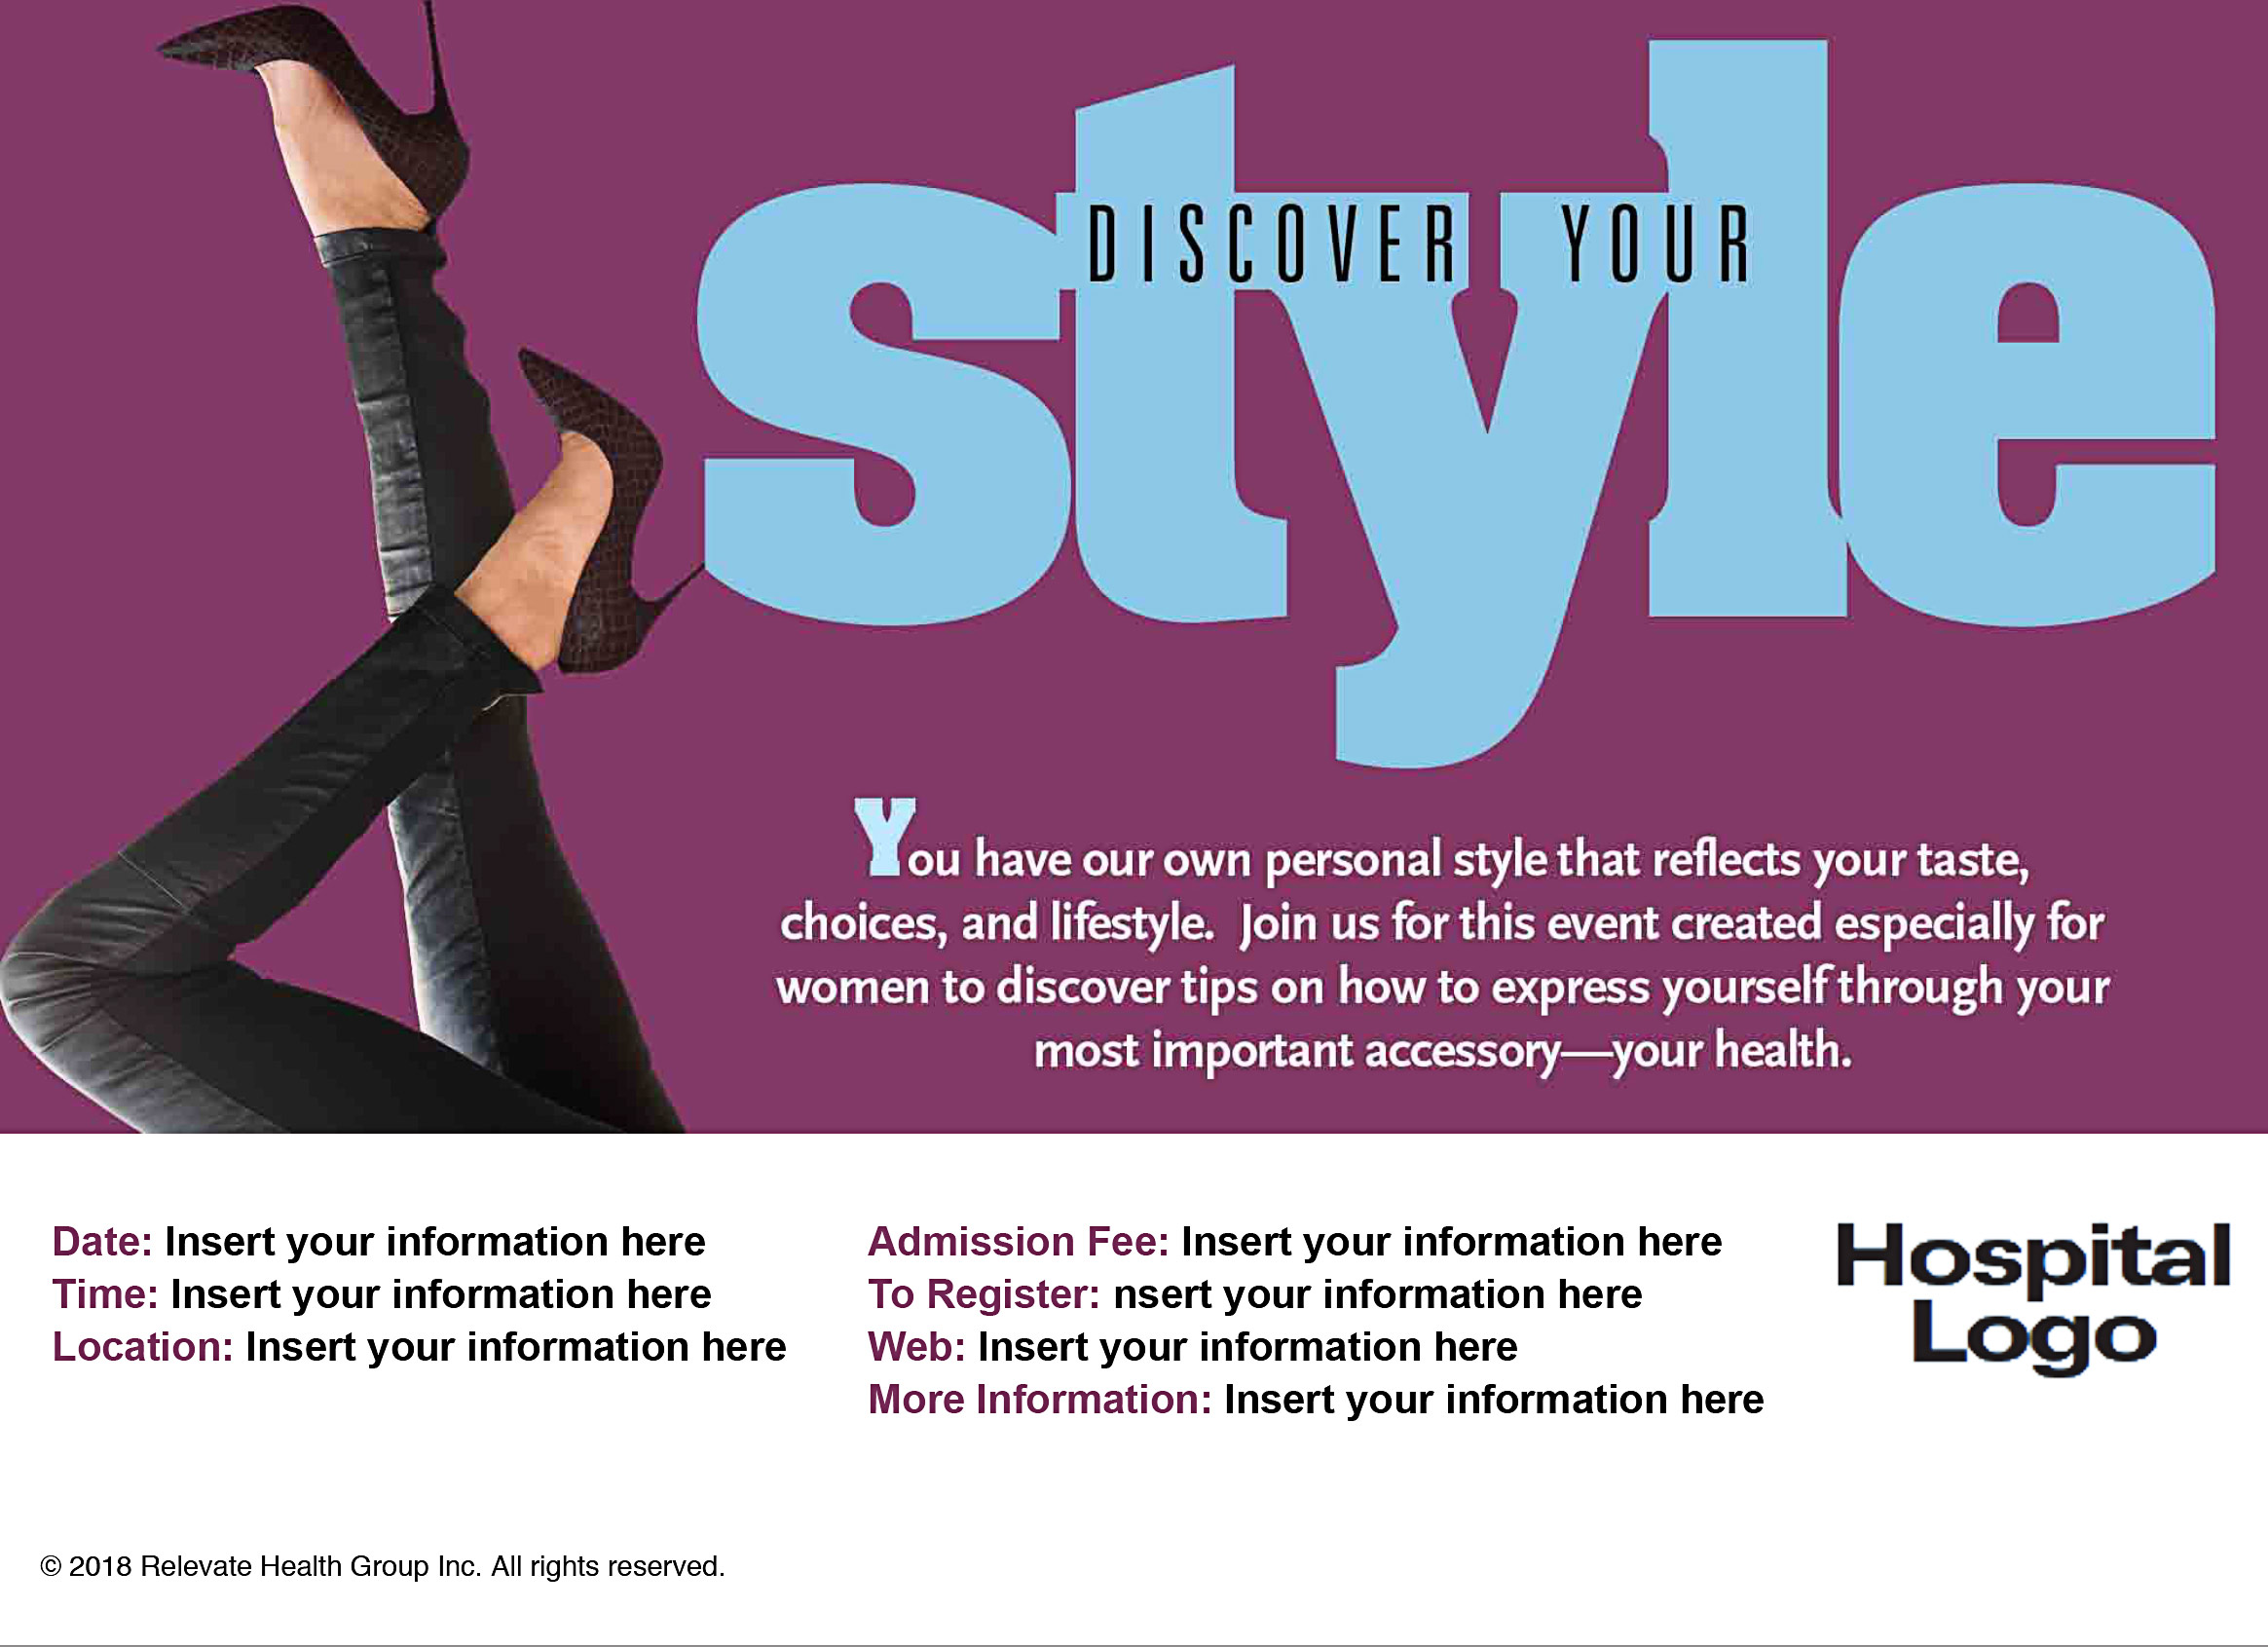 DISCOVER YOUR
style
You have our own personal style that reflects your taste,
choices, and lifestyle.  Join us for this event created especially for
women to discover tips on how to express yourself through your
most important accessory—your health.
Date: Insert your information here
Time: Insert your information here
Location: Insert your information here
Admission Fee: Insert your information here
To Register: nsert your information here
Web: Insert your information here
More Information: Insert your information here
Hospital
Logo
© 2018 Relevate Health Group Inc. All rights reserved.